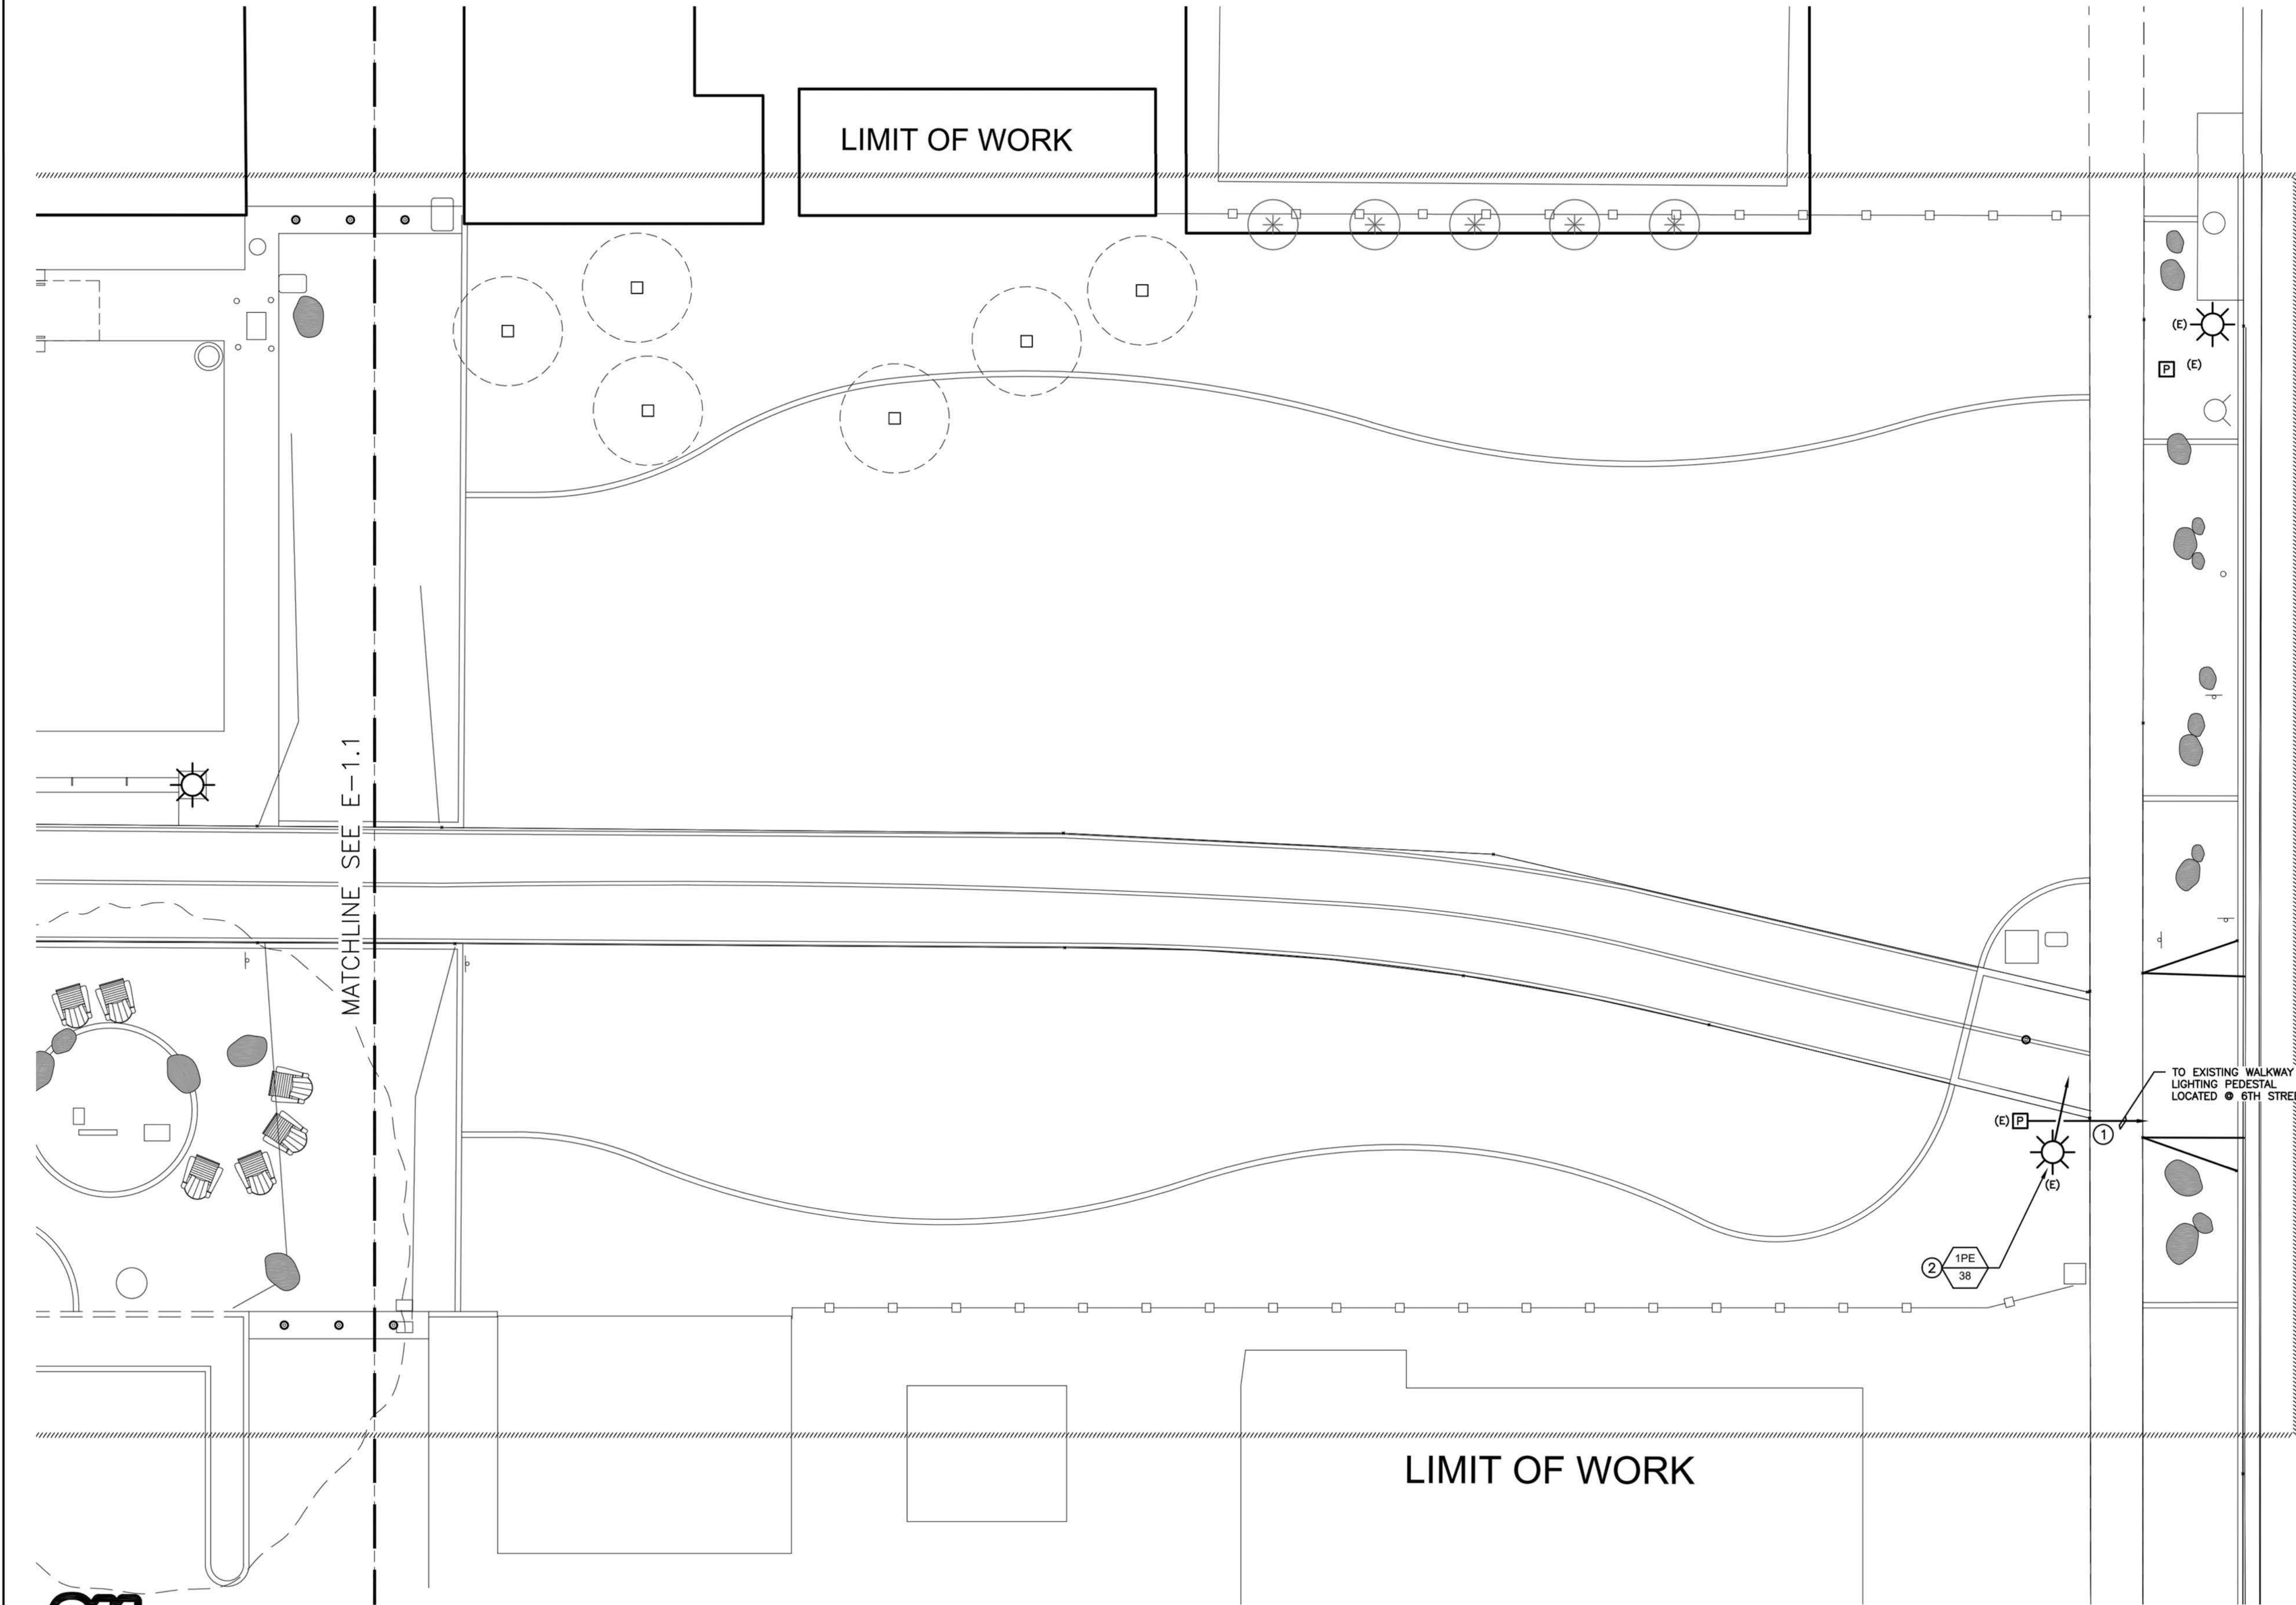 LIMIT OF WORK
(E)
P (E)
MATCHLINE SEE E-1.1
TO EXISTING WALKWAY
LIGHTING PEDESTAL
LOCATED @ 6TH
(E) P
1
(E)
2
1PE
38
LIMIT OF WORK